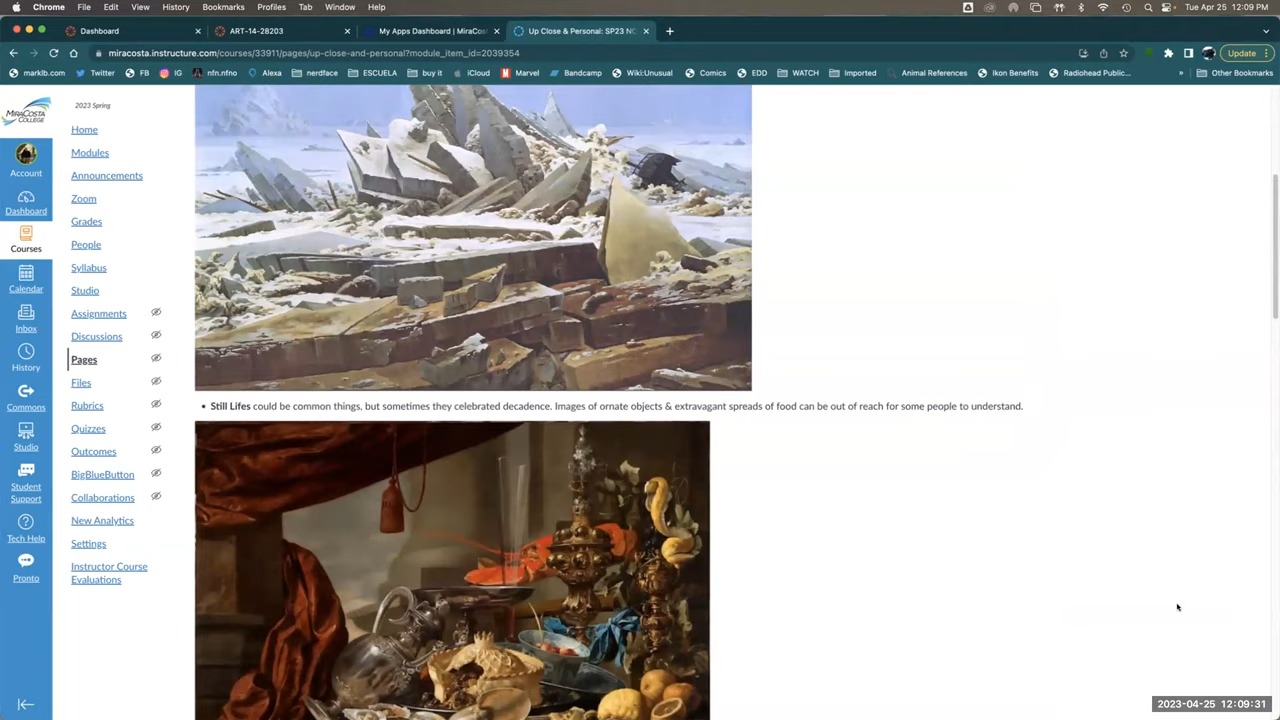 Chrome File Edit View History Bookmarks Profiles Tab Window Help Tue Apr 25 12:09 PM
Dashboard ART-14-28203 My Apps Dashboard | MiraCost Up Close & Personal: SP23 NC
miracosta.instructure.com/courses/33911/pages/up-close-and-personal?module_item_id=2039354 Update
marklb.com Twitter FB IG nfn.nfno Alexa nerdface ESCUELA buy it iCloud Marvel Bandcamp Wiki:Unusual Comics EDD WATCH Imported Animal References Ikon Benefits Radiohead Public... » Other Bookmarks
MIRACOSTA COLLEGE
Account
Dashboard
Courses
Calendar
Inbox
History
Commons
Studio
Student Support
Tech Help
Pronto
2023 Spring
Home
Modules
Announcements
Zoom
Grades
People
Syllabus
Studio
Assignments
Discussions
Pages
Files
Rubrics
Quizzes
Outcomes
BigBlueButton
Collaborations
New Analytics
Settings
Instructor Course
Evaluations
• Still Lifes could be common things, but sometimes they celebrated decadence. Images of ornate objects & extravagant spreads of food can be out of reach for some people to understand.
2023-04-25 12:09:31